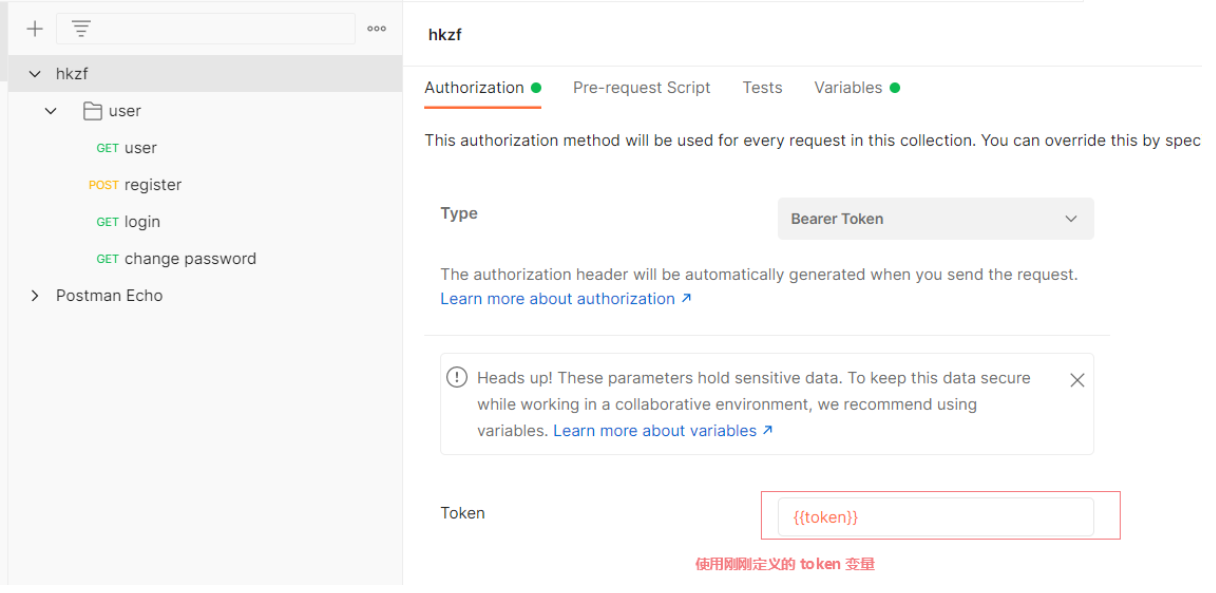 hkzf
user
GET user
POST register
GET login
GET change password
Postman Echo
hkzf
Authorization Pre-request Script Tests Variables
This authorization method will be used for every request in this collection. You can override this by spec
Type
Bearer Token
The authorization header will be automatically generated when you send the request.
Learn more about authorization ↗
Heads up! These parameters hold sensitive data. To keep this data secure
while working in a collaborative environment, we recommend using
variables. Learn more about variables ↗
Token
{{token}}
使用刚刚定义的 token 变量